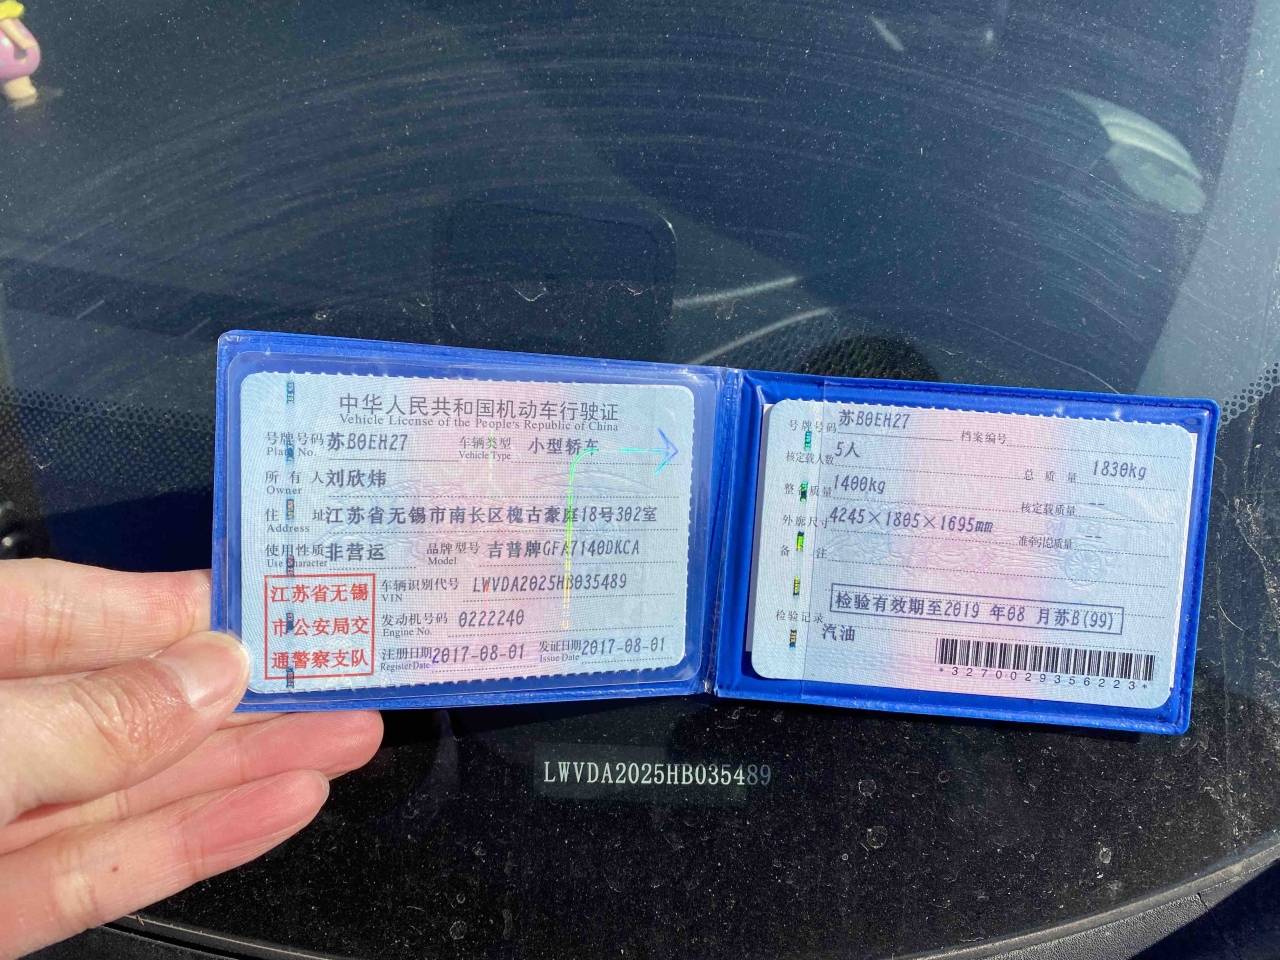 中华人民共和国机动车行驶证
Vehicle License of the People's Republic of China
号牌号码 苏B0EH27 车辆类型 小型轿车
Plate No. Vehicle Type
所有人 刘欣炜
Owner
住址 江苏省无锡市南长区槐古豪庭18号302室
Address
使用性质 非营运 品牌型号 吉普牌GFA7140DKCA
Use Character Model
江苏省无锡
市公安局交
通警察支队
车辆识别代号 LWVDA2025HB035489
VIN
发动机号码 0222240
Engine No.
注册日期 2017-08-01 发证日期 2017-08-01
Register Date Issue Date
号牌号码 苏B0EH27 档案编号
核定载人数 5人 总质量 1830kg
整备质量 1400kg 核定载质量 --
外廓尺寸 4245×1805×1695mm 准牵引总质量 --
备注
检验有效期至2019 年08 月苏B(99)
检验记录
汽油
*3270029356223*
LWVDA2025HB035489